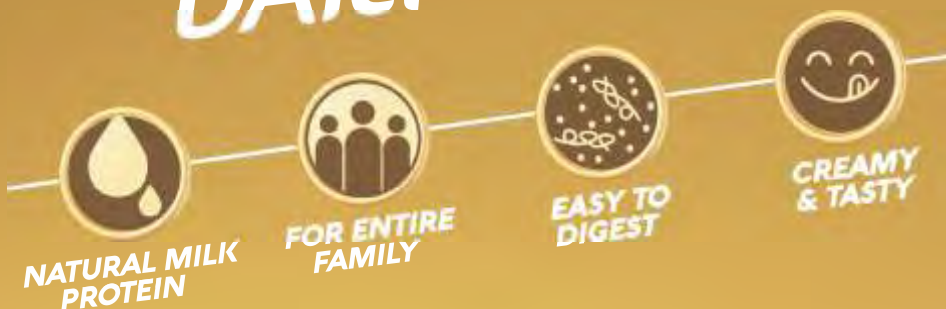 NATURAL MILK
PROTEIN
FOR ENTIRE
FAMILY
EASY TO
DIGEST
CREAMY
& TASTY